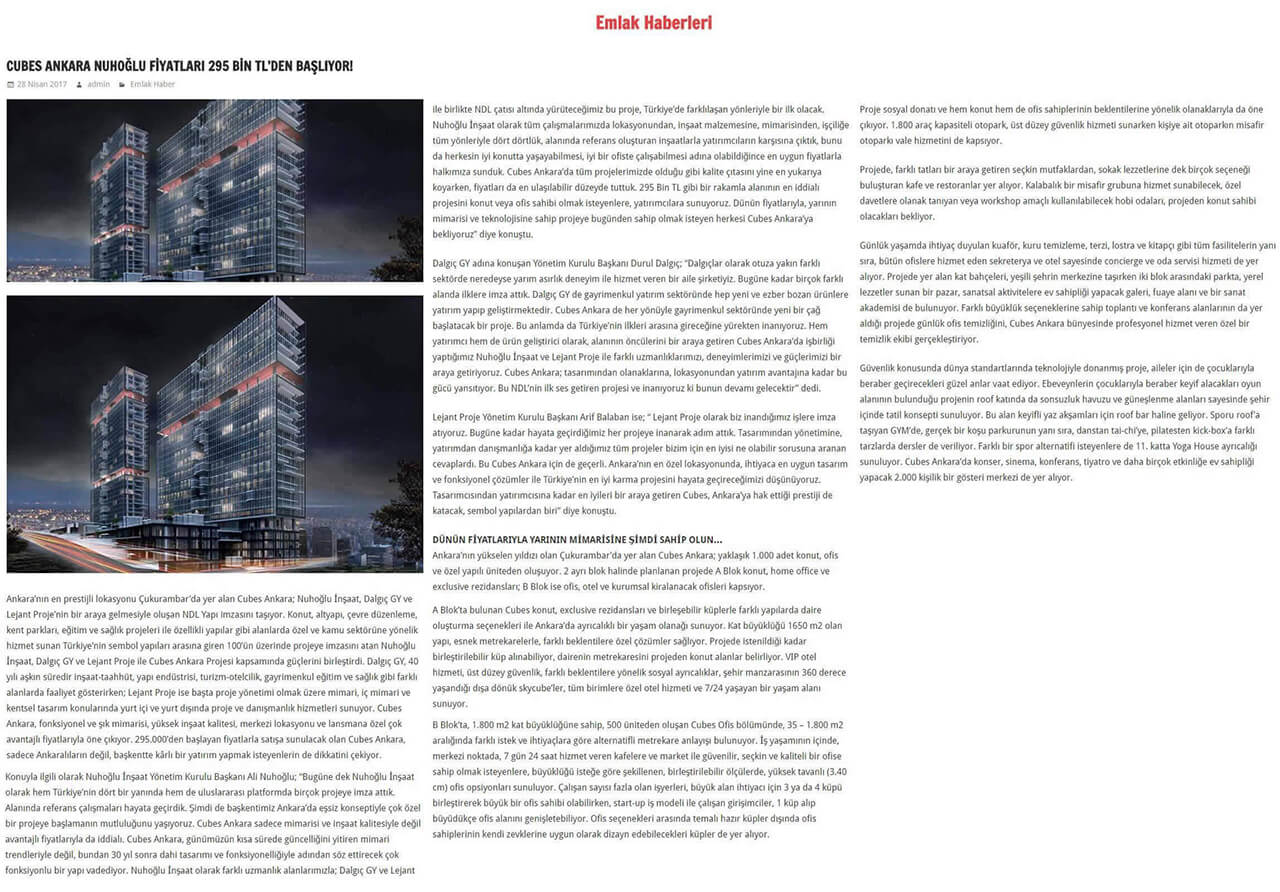 Emlak Haberleri
CUBES ANKARA NUHOĞLU FİYATLARI 295 BİN TL'DEN BAŞLIYOR!
28 Nisan 2017 admin Emlak Haber
Ankara'nın en prestijli lokasyonu Çukurambar'da yer alan Cubes Ankara; Nuhoğlu İnşaat, Dalgıç GY ve
Lejant Proje'nin bir araya gelmesiyle oluşan NDL Yapı imzasını taşıyor. Konut, altyapı, çevre düzenleme,
kent parkları, eğitim ve sağlık projeleri ile özellikli yapılar gibi alanlarda özel ve kamu sektörüne yönelik
hizmet sunan Türkiye'nin sembol yapıları arasına giren 100'ün üzerinde projeye imzasını atan Nuhoğlu
İnşaat, Dalgıç GY ve Lejant Proje ile Cubes Ankara Projesi kapsamında güçlerini birleştirdi. Dalgıç GY, 40
yılı aşkın süredir inşaat-taahhüt, yapı endüstrisi, turizm-otelcilik, gayrimenkul eğitim ve sağlık gibi farklı
alanlarda faaliyet gösterirken; Lejant Proje ise başta proje yönetimi olmak üzere mimari, iç mimari ve
kentsel tasarım konularında yurt içi ve yurt dışında proje ve danışmanlık hizmetleri sunuyor. Cubes
Ankara, fonksiyonel ve şık mimarisi, yüksek inşaat kalitesi, merkezi lokasyonu ve lansmana özel çok
avantajlı fiyatlarıyla öne çıkıyor. 295.000'den başlayan fiyatlarla satışa sunulacak olan Cubes Ankara,
sadece Ankaralıların değil, başkentte kârlı bir yatırım yapmak isteyenlerin de dikkatini çekiyor.
Konuyla ilgili olarak Nuhoğlu İnşaat Yönetim Kurulu Başkanı Ali Nuhoğlu; "Bugüne dek Nuhoğlu İnşaat
olarak hem Türkiye'nin dört bir yanında hem de uluslararası platformda birçok projeye imza attık.
Alanında referans çalışmaları hayata geçirdik. Şimdi de başkentimiz Ankara'da eşsiz konseptiyle çok özel
bir projeye başlamanın mutluluğunu yaşıyoruz. Cubes Ankara sadece mimarisi ve inşaat kalitesiyle değil
avantajlı fiyatlarıyla da iddialı. Cubes Ankara, günümüzün kısa sürede güncelliğini yitiren mimari
trendleriyle değil, bundan 30 yıl sonra dahi tasarımı ve fonksiyonelliğiyle adından söz ettirecek çok
fonksiyonlu bir yapı vadediyor. Nuhoğlu İnşaat olarak farklı uzmanlık alanlarımızla; Dalgıç GY ve Lejant
ile birlikte NDL çatısı altında yürüteceğimiz bu proje, Türkiye'de farklılaşan yönleriyle bir ilk olacak.
Nuhoğlu İnşaat olarak tüm çalışmalarımızda lokasyonundan, inşaat malzemesine, mimarisinden, işçiliğe
tüm yönleriyle dört dörtlük, alanında referans oluşturan inşaatlarla yatırımcıların karşısına çıktık, bunu
da herkesin iyi konutta yaşayabilmesi, iyi bir ofiste çalışabilmesi adına olabildiğince en uygun fiyatlarla
halkımıza sunduk. Cubes Ankara'da tüm projelerimizde olduğu gibi kalite çıtasını yine en yukarıya
koyarken, fiyatları da en ulaşılabilir düzeyde tuttuk. 295 Bin TL gibi bir rakamla alanının en iddialı
projesini konut veya ofis sahibi olmak isteyenlere, yatırımcılara sunuyoruz. Dünün fiyatlarıyla, yarının
mimarisi ve teknolojisine sahip projeye bugünden sahip olmak isteyen herkesi Cubes Ankara'ya
bekliyoruz" diye konuştu.
Dalgıç GY adına konuşan Yönetim Kurulu Başkanı Durul Dalgıç; "Dalgıçlar olarak otuza yakın farklı
sektörde neredeyse yarım asırlık deneyim ile hizmet veren bir aile şirketiyiz. Bugüne kadar birçok farklı
alanda ilklere imza attık. Dalgıç GY de gayrimenkul yatırım sektöründe hep yeni ve ezber bozan ürünlere
yatırım yapıp geliştirmektedir. Cubes Ankara de her yönüyle gayrimenkul sektöründe yeni bir çağ
başlatacak bir proje. Bu anlamda da Türkiye'nin ilkleri arasına gireceğine yürekten inanıyoruz. Hem
yatırımcı hem de ürün geliştirici olarak, alanının öncülerini bir araya getiren Cubes Ankara'da işbirliği
yaptığımız Nuhoğlu İnşaat ve Lejant Proje ile farklı uzmanlıklarımızı, deneyimlerimizi ve güçlerimizi bir
araya getiriyoruz. Cubes Ankara; tasarımından olanaklarına, lokasyonundan yatırım avantajına kadar bu
gücü yansıtıyor. Bu NDL'nin ilk ses getiren projesi ve inanıyoruz ki bunun devamı gelecektir" dedi.
Lejant Proje Yönetim Kurulu Başkanı Arif Balaban ise; " Lejant Proje olarak biz inandığımız işlere imza
atıyoruz. Bugüne kadar hayata geçirdiğimiz her projeye inanarak adım attık. Tasarımından yönetimine,
yatırımdan danışmanlığa kadar yer aldığımız tüm projeler bizim için en iyisi ne olabilir sorusuna aranan
cevaplardı. Bu Cubes Ankara için de geçerli. Ankara'nın en özel lokasyonunda, ihtiyaca en uygun tasarım
ve fonksiyonel çözümler ile Türkiye'nin en iyi karma projesini hayata geçireceğimizi düşünüyoruz.
Tasarımcısından yatırımcısına kadar en iyileri bir araya getiren Cubes, Ankara'ya hak ettiği prestiji de
katacak, sembol yapılardan biri" diye konuştu.
DÜNÜN FİYATLARIYLA YARININ MİMARİSİNE ŞİMDİ SAHİP OLUN...
Ankara'nın yükselen yıldızı olan Çukurambar'da yer alan Cubes Ankara; yaklaşık 1.000 adet konut, ofis
ve özel yapılı üniteden oluşuyor. 2 ayrı blok halinde planlanan projede A Blok konut, home office ve
exclusive rezidansları; B Blok ise ofis, otel ve kurumsal kiralanacak ofisleri kapsıyor.
A Blok'ta bulunan Cubes konut, exclusive rezidansları ve birleşebilir küplerle farklı yapılarda daire
oluşturma seçenekleri ile Ankara'da ayrıcalıklı bir yaşam olanağı sunuyor. Kat büyüklüğü 1650 m2 olan
yapı, esnek metrekarelerle, farklı beklentilere özel çözümler sağlıyor. Projede istenildiği kadar
birleştirilebilir küp alınabiliyor, dairenin metrekaresini projeden konut alanlar belirliyor. VIP otel
hizmeti, üst düzey güvenlik, farklı beklentilere yönelik sosyal ayrıcalıklar, şehir manzarasının 360 derece
yaşandığı dışa dönük skycube'ler, tüm birimlere özel otel hizmeti ve 7/24 yaşayan bir yaşam alanı
sunuyor.
B Blok'ta, 1.800 m2 kat büyüklüğüne sahip, 500 üniteden oluşan Cubes Ofis bölümünde, 35 – 1.800 m2
aralığında farklı istek ve ihtiyaçlara göre alternatifli metrekare anlayışı bulunuyor. İş yaşamının içinde,
merkezi noktada, 7 gün 24 saat hizmet veren kafelere ve market ile güvenilir, seçkin ve kaliteli bir ofise
sahip olmak isteyenlere, büyüklüğü isteğe göre şekillenen, birleştirilebilir ölçülerde, yüksek tavanlı (3.40
cm) ofis opsiyonları sunuluyor. Çalışan sayısı fazla olan işyerleri, büyük alan ihtiyacı için 3 ya da 4 küpü
birleştirerek büyük bir ofis sahibi olabilirken, start-up iş modeli ile çalışan girişimciler, 1 küp alıp
büyüdükçe ofis alanını genişletebiliyor. Ofis seçenekleri arasında temalı hazır küpler dışında ofis
sahiplerinin kendi zevklerine uygun olarak dizayn edebilecekleri küpler de yer alıyor.
Proje sosyal donatı ve hem konut hem de ofis sahiplerinin beklentilerine yönelik olanaklarıyla da öne
çıkıyor. 1.800 araç kapasiteli otopark, üst düzey güvenlik hizmeti sunarken kişiye ait otoparkın misafir
otoparkı vale hizmetini de kapsıyor.
Projede, farklı tatları bir araya getiren seçkin mutfaklardan, sokak lezzetlerine dek birçok seçeneği
buluşturan kafe ve restoranlar yer alıyor. Kalabalık bir misafir grubuna hizmet sunabilecek, özel
davetlere olanak tanıyan veya workshop amaçlı kullanılabilecek hobi odaları, projeden konut sahibi
olacakları bekliyor.
Günlük yaşamda ihtiyaç duyulan kuaför, kuru temizleme, terzi, lostra ve kitapçı gibi tüm fasilitelerin yanı
sıra, bütün ofislere hizmet eden sekreterya ve otel sayesinde concierge ve oda servisi hizmeti de yer
alıyor. Projede yer alan kat bahçeleri, yeşili şehrin merkezine taşırken iki blok arasındaki parkta, yerel
lezzetler sunan bir pazar, sanatsal aktivitelere ev sahipliği yapacak galeri, fuaye alanı ve bir sanat
akademisi de bulunuyor. Farklı büyüklük seçeneklerine sahip toplantı ve konferans alanlarının da yer
aldığı projede günlük ofis temizliğini, Cubes Ankara bünyesinde profesyonel hizmet veren özel bir
temizlik ekibi gerçekleştiriyor.
Güvenlik konusunda dünya standartlarında teknolojiyle donanmış proje, aileler için de çocuklarıyla
beraber geçirecekleri güzel anlar vaat ediyor. Ebeveynlerin çocuklarıyla beraber keyif alacakları oyun
alanının bulunduğu projenin roof katında da sonsuzluk havuzu ve güneşlenme alanları sayesinde şehir
içinde tatil konsepti sunuluyor. Bu alan keyifli yaz akşamları için roof bar haline geliyor. Sporu roof'a
taşıyan GYM'de, gerçek bir koşu parkurunun yanı sıra, danstan tai-chi'ye, pilatesten kick-box'a farklı
tarzlarda dersler de veriliyor. Farklı bir spor alternatifi isteyenlere de 11. katta Yoga House ayrıcalığı
sunuluyor. Cubes Ankara'da konser, sinema, konferans, tiyatro ve daha birçok etkinliğe ev sahipliği
yapacak 2.000 kişilik bir gösteri merkezi de yer alıyor.